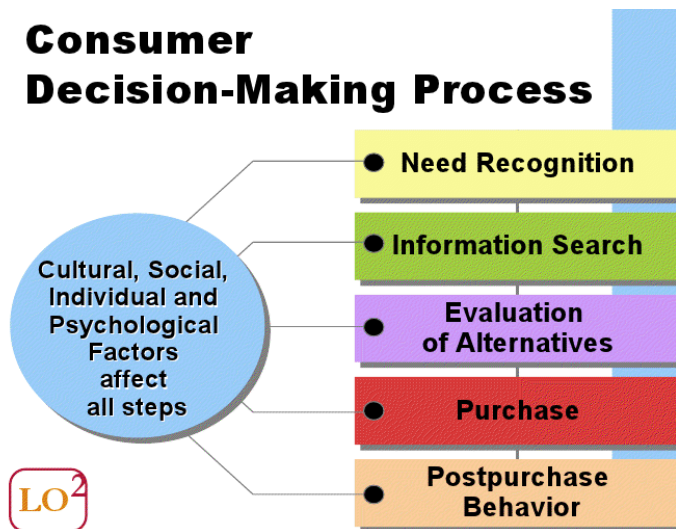 Consumer
Decision-Making Process
Need Recognition
Information Search
Evaluation
of Alternatives
Purchase
Postpurchase
Behavior
Cultural, Social,
Individual and
Psychological
Factors
affect
all steps
LO2